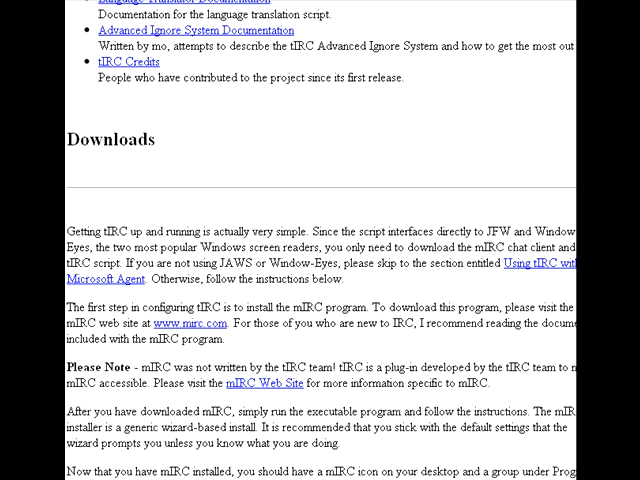 Language Translator Documentation
Documentation for the language translation script.
Advanced Ignore System Documentation
Written by mo, attempts to describe the tIRC Advanced Ignore System and how to get the most out
tIRC Credits
People who have contributed to the project since its first release.
Downloads
Getting tIRC up and running is actually very simple. Since the script interfaces directly to JFW and Window
Eyes, the two most popular Windows screen readers, you only need to download the mIRC chat client and
tIRC script. If you are not using JAWS or Window-Eyes, please skip to the section entitled Using tIRC with
Microsoft Agent. Otherwise, follow the instructions below.
The first step in configuring tIRC is to install the mIRC program. To download this program, please visit the
mIRC web site at www.mirc.com. For those of you who are new to IRC, I recommend reading the docume
included with the mIRC program.
Please Note - mIRC was not written by the tIRC team! tIRC is a plug-in developed by the tIRC team to m
mIRC accessible. Please visit the mIRC Web Site for more information specific to mIRC.
After you have downloaded mIRC, simply run the executable program and follow the instructions. The mIR
installer is a generic wizard-based install. It is recommended that you stick with the default settings that the
wizard prompts you unless you know what you are doing.
Now that you have mIRC installed, you should have a mIRC icon on your desktop and a group under Prog